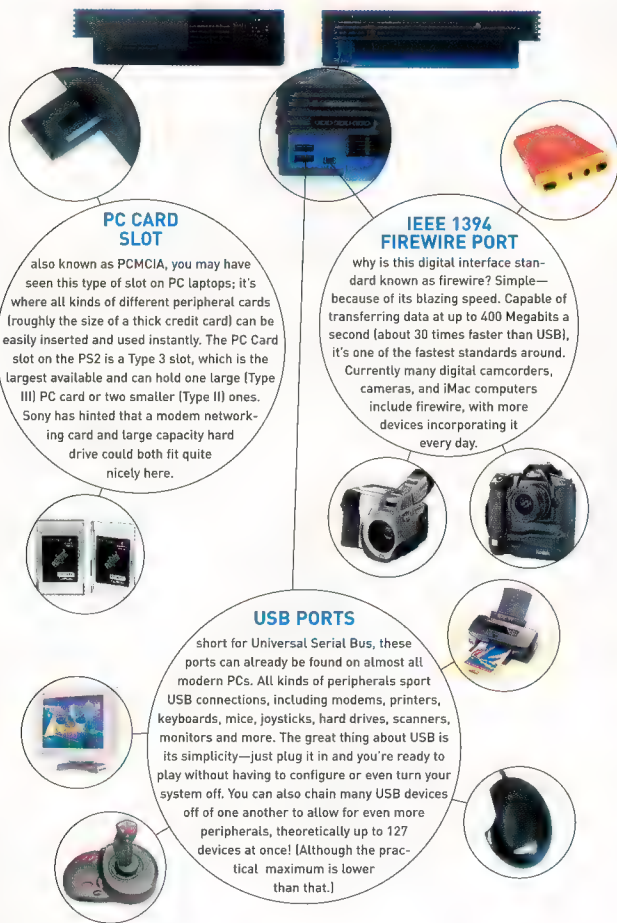 PC CARD
SLOT
also known as PCMCIA, you may have
seen this type of slot on PC laptops; it's
where all kinds of different peripheral cards
(roughly the size of a thick credit card) can be
easily inserted and used instantly. The PC Card
slot on the PS2 is a Type 3 slot, which is the
largest available and can hold one large (Type
III) PC card or two smaller (Type II) ones.
Sony has hinted that a modem network-
ing card and large capacity hard
drive could both fit quite
nicely here.
IEEE 1394
FIREWIRE PORT
why is this digital interface stan-
dard known as firewire? Simple—
because of its blazing speed. Capable of
transferring data at up to 400 Megabits a
second (about 30 times faster than USB),
it's one of the fastest standards around.
Currently many digital camcorders,
cameras, and iMac computers
include firewire, with more
devices incorporating it
every day.
USB PORTS
short for Universal Serial Bus, these
ports can already be found on almost all
modern PCs. All kinds of peripherals sport
USB connections, including modems, printers,
keyboards, mice, joysticks, hard drives, scanners,
monitors and more. The great thing about USB is
its simplicity—just plug it in and you're ready to
play without having to configure or even turn your
system off. You can also chain many USB devices
off of one another to allow for even more
peripherals, theoretically up to 127
devices at once! (Although the prac-
tical maximum is lower
than that.)